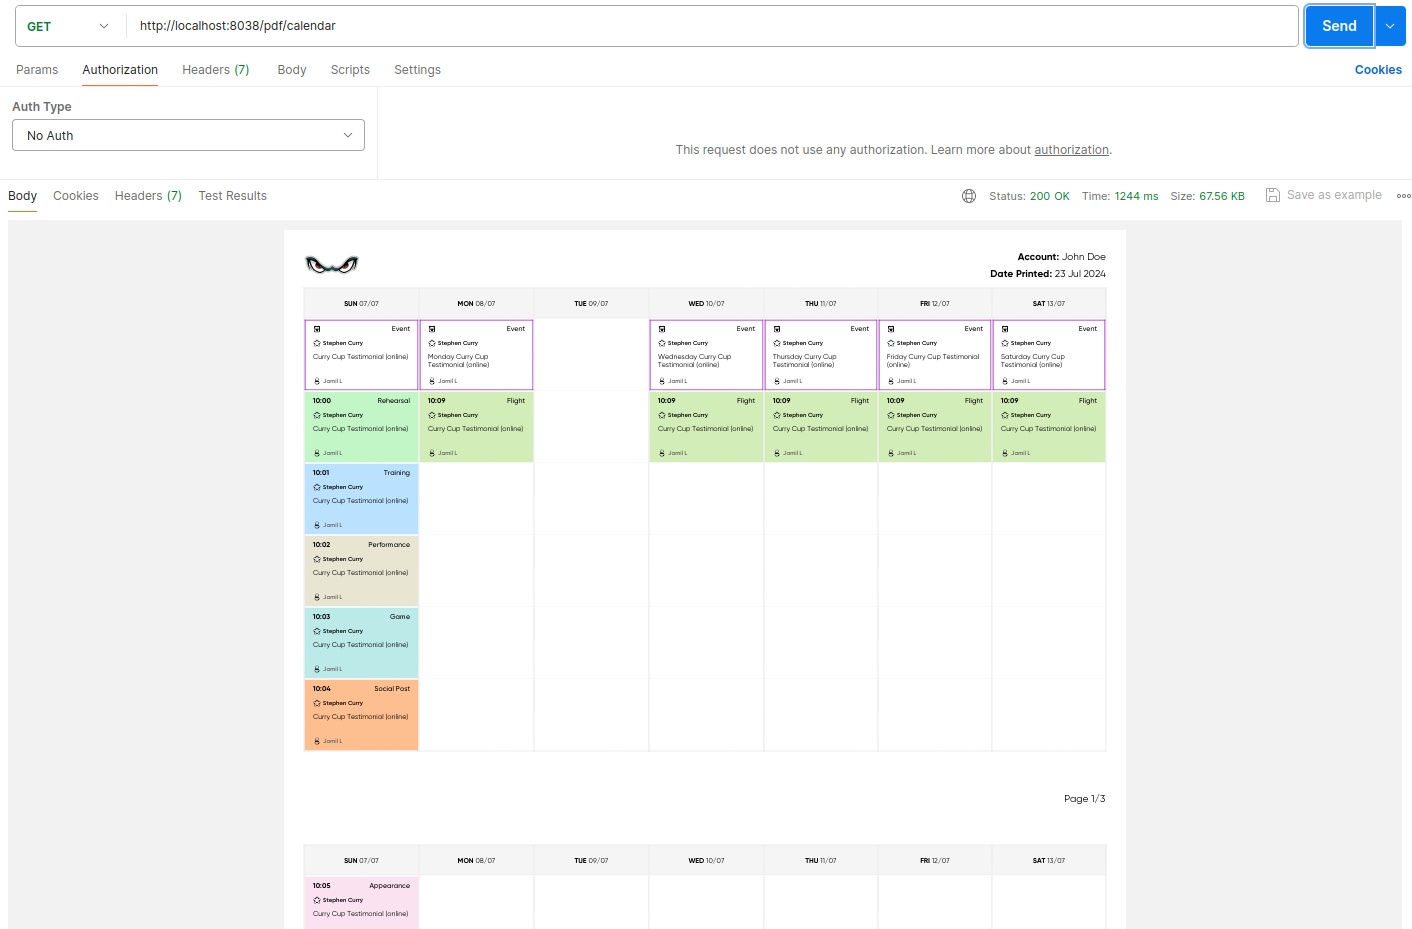 GET http://localhost:8038/pdf/calendar Send
Params Authorization Headers (7) Body Scripts Settings Cookies
Auth Type
No Auth
This request does not use any authorization. Learn more about authorization.
Body Cookies Headers (7) Test Results Status: 200 OK Time: 1244 ms Size: 67.56 KB Save as example
Account: John Doe
Date Printed: 23 Jul 2024
SUN 07/07 MON 08/07 TUE 09/07 WED 10/07 THU 11/07 FRI 12/07 SAT 13/07
Event Event Event Event Event Event
Stephen Curry Stephen Curry Stephen Curry Stephen Curry Stephen Curry Stephen Curry
Curry Cup Testimonial (online) Monday Curry Cup Wednesday Curry Cup Thursday Curry Cup Friday Curry Cup Testimonial Saturday Curry Cup
Testimonial (online) Testimonial (online) Testimonial (online) (online) Testimonial (online)
Jamil L Jamil L Jamil L Jamil L Jamil L Jamil L
10:00 Rehearsal 10:09 Flight 10:09 Flight 10:09 Flight 10:09 Flight 10:09 Flight
Stephen Curry Stephen Curry Stephen Curry Stephen Curry Stephen Curry Stephen Curry
Curry Cup Testimonial (online) Curry Cup Testimonial (online) Curry Cup Testimonial (online) Curry Cup Testimonial (online) Curry Cup Testimonial (online) Curry Cup Testimonial (online)
Jamil L Jamil L Jamil L Jamil L Jamil L Jamil L
10:01 Training
Stephen Curry
Curry Cup Testimonial (online)
Jamil L
10:02 Performance
Stephen Curry
Curry Cup Testimonial (online)
Jamil L
10:03 Game
Stephen Curry
Curry Cup Testimonial (online)
Jamil L
10:04 Social Post
Stephen Curry
Curry Cup Testimonial (online)
Jamil L
Page 1/3
SUN 07/07 MON 08/07 TUE 09/07 WED 10/07 THU 11/07 FRI 12/07 SAT 13/07
10:05 Appearance
Stephen Curry
Curry Cup Testimonial (online)